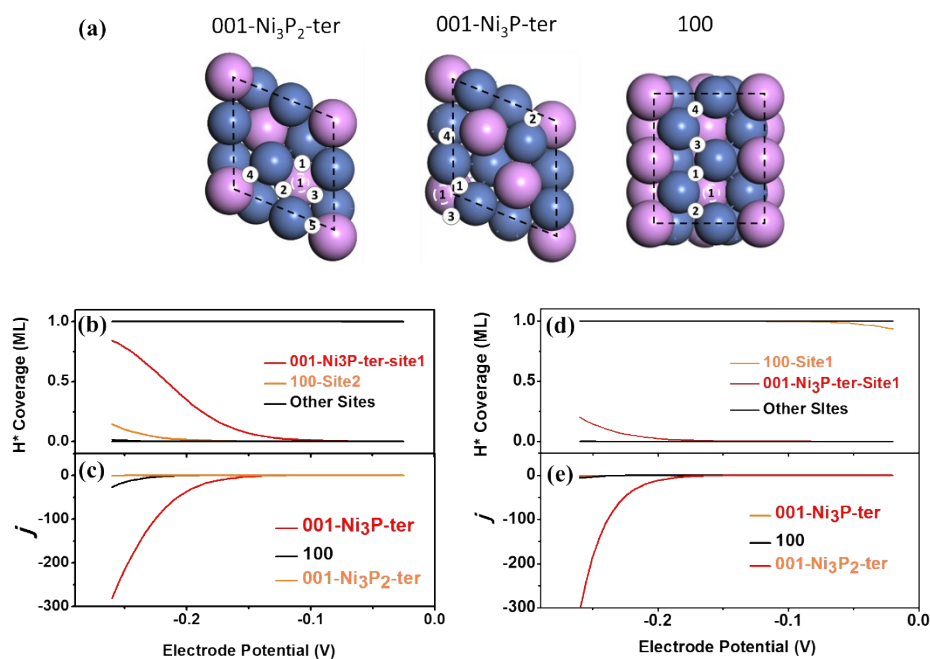 (a)
001-Ni₃P₂-ter
001-Ni₃P-ter
100
1
1
2
3
4
5
2
4
1
1
3
4
3
1
1
2
(b)
H* Coverage (ML)
1.0
0.5
0.0
001-Ni3P-ter-site1
100-Site2
Other Sites
(c)
j
0
-100
-200
-300
001-Ni₃P-ter
100
001-Ni₃P₂-ter
-0.2
-0.1
0.0
Electrode Potential (V)
(d)
H* Coverage (ML)
1.0
0.5
0.0
100-Site1
001-Ni₃P-ter-Site1
Other SItes
(e)
j
0
-100
-200
300
001-Ni₃P-ter
100
001-Ni₃P₂-ter
-0.2
-0.1
0.0
Electrode Potential (V)